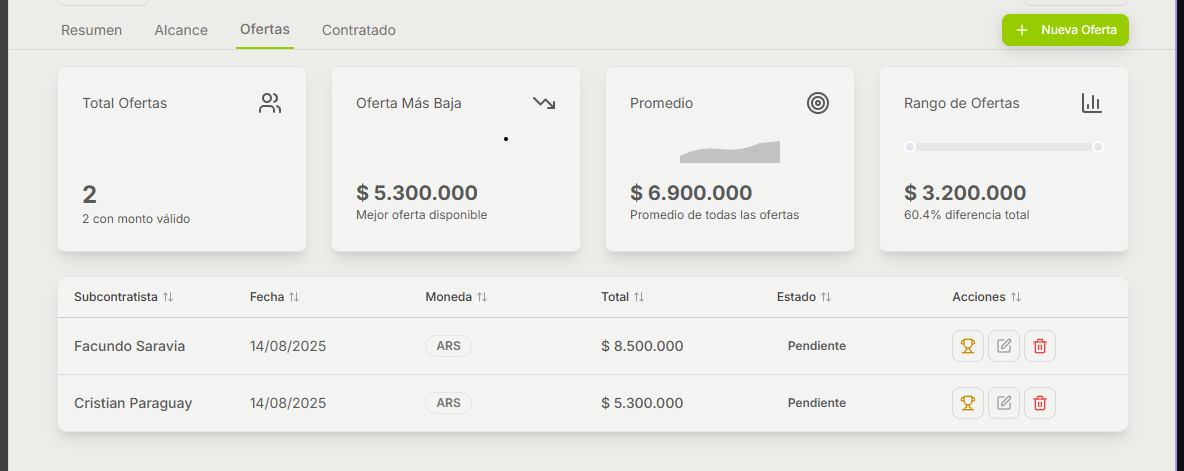 Resumen Alcance Ofertas Contratado + Nueva Oferta
Total Ofertas
2
2 con monto válido
Oferta Más Baja
$ 5.300.000
Mejor oferta disponible
Promedio
$ 6.900.000
Promedio de todas las ofertas
Rango de Ofertas
$ 3.200.000
60.4% diferencia total
Subcontratista Fecha Moneda Total Estado Acciones
Facundo Saravia 14/08/2025 ARS $ 8.500.000 Pendiente
Cristian Paraguay 14/08/2025 ARS $ 5.300.000 Pendiente